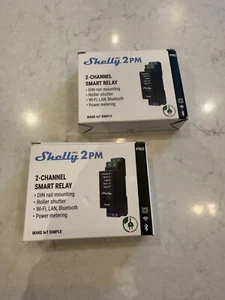 Shelly 2PM
2-CHANNEL
SMART RELAY
• DIN rail mounting
• Roller shutter
• Wi-Fi, LAN, Bluetooth
• Power metering
MAKE IoT SIMPLE
PRO
Shelly 2PM
2-CHANNEL
SMART RELAY
• DIN rail mounting
• Roller shutter
• Wi-Fi, LAN, Bluetooth
• Power metering
MAKE IoT SIMPLE
PRO